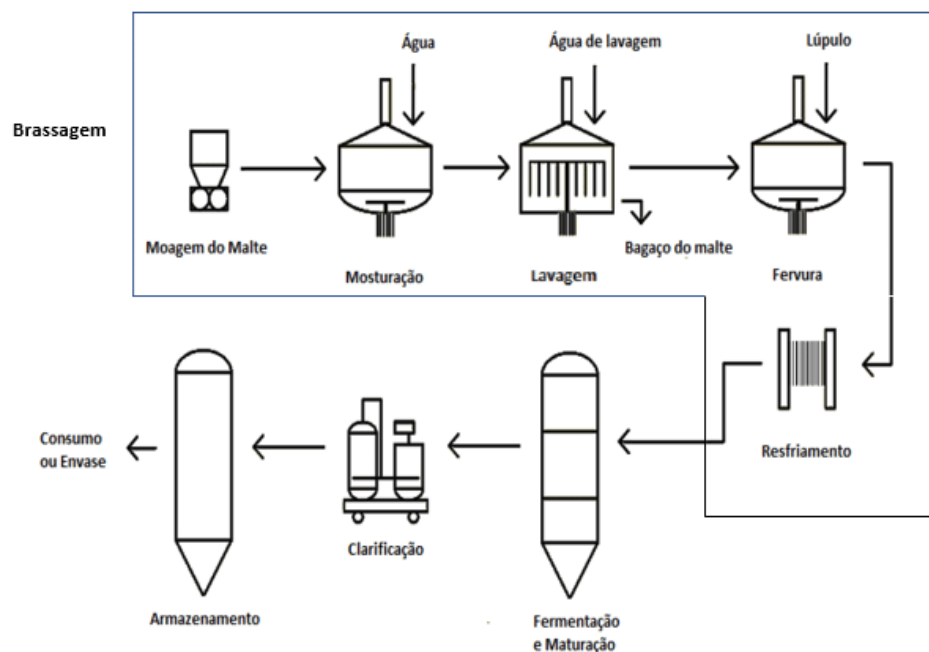 Água
Água de lavagem
Lúpulo
Brassagem
Moagem do Malte
Mosturação
Lavagem
Bagaço do malte
Fervura
Resfriamento
Consumo
ou Envase
Armazenamento
Clarificação
Fermentação
e Maturação